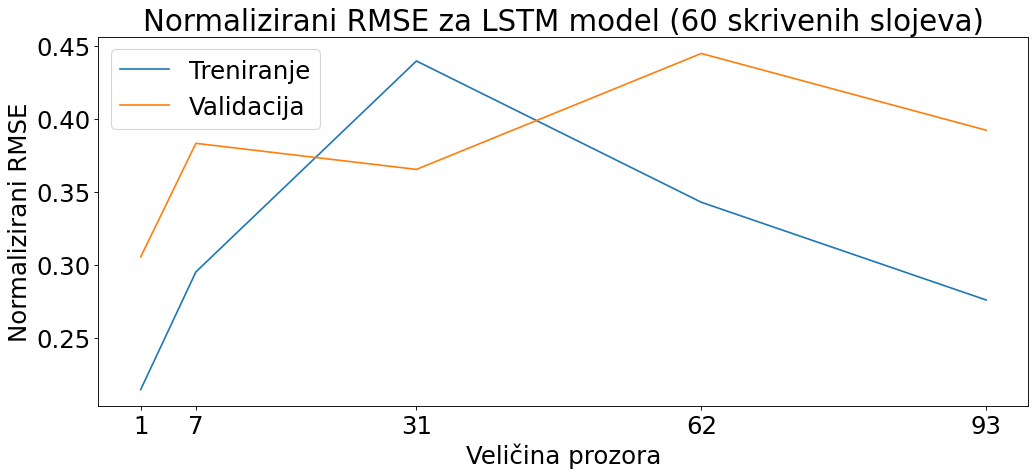 Normalizirani RMSE za LSTM model (60 skrivenih slojeva)
Treniranje
Validacija
Normalizirani RMSE
0.45
0.40
0.35
0.30
0.25
1 7 31 62 93
Veličina prozora